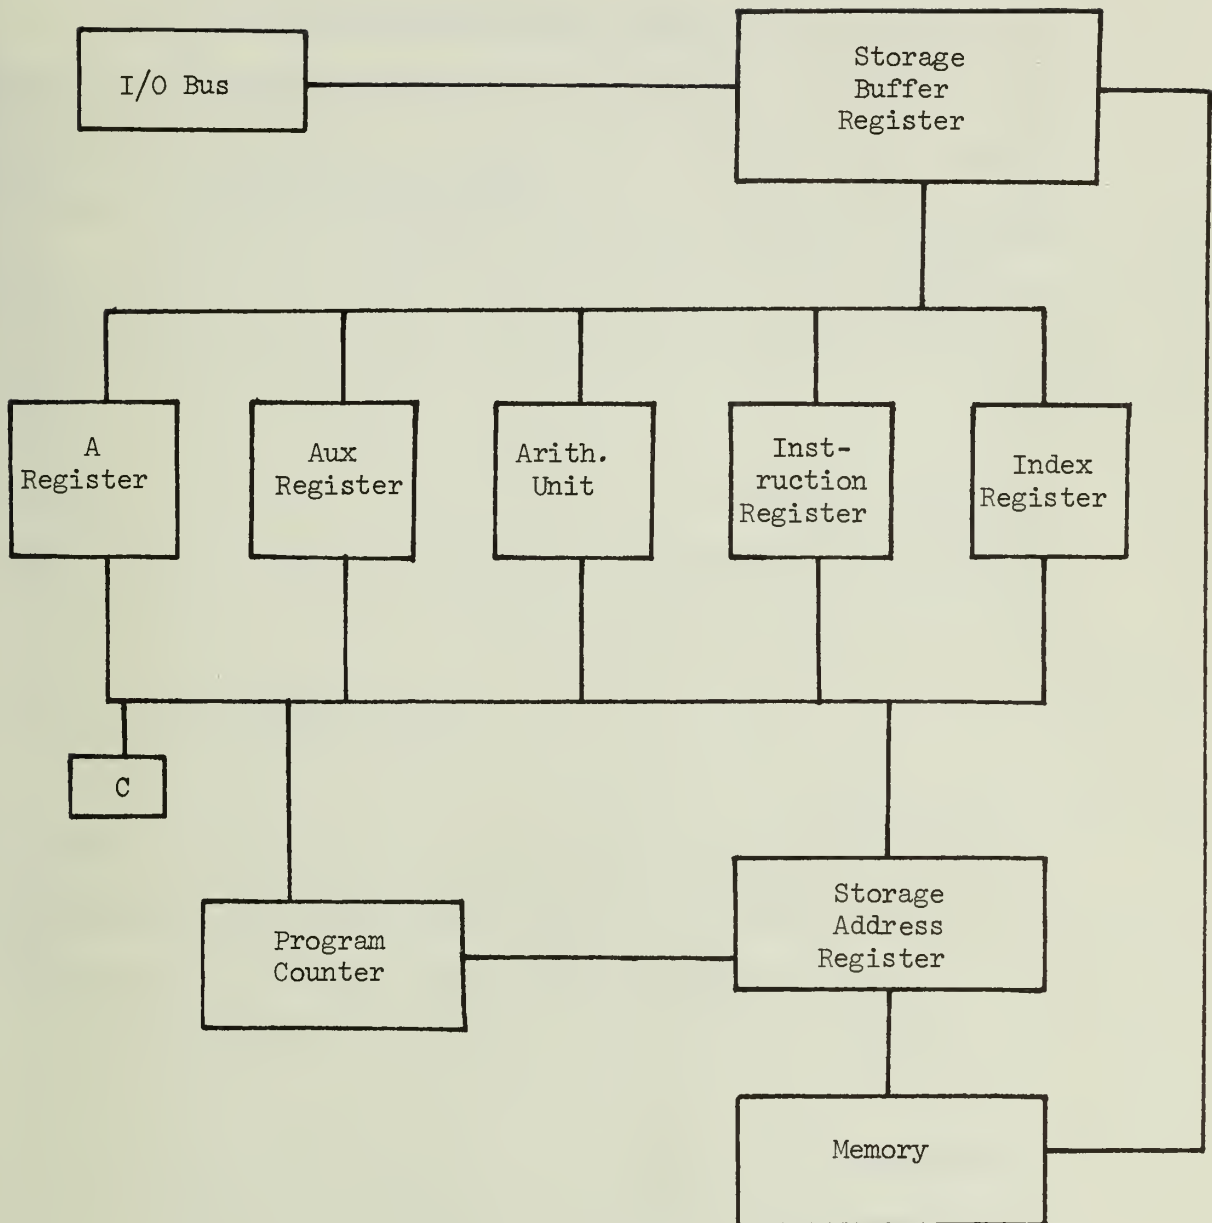 I/O Bus
Storage
Buffer
Register
A
Register
Aux
Register
Arith.
Unit
Inst-
ruction
Register
Index
Register
C
Program
Counter
Storage
Address
Register
Memory